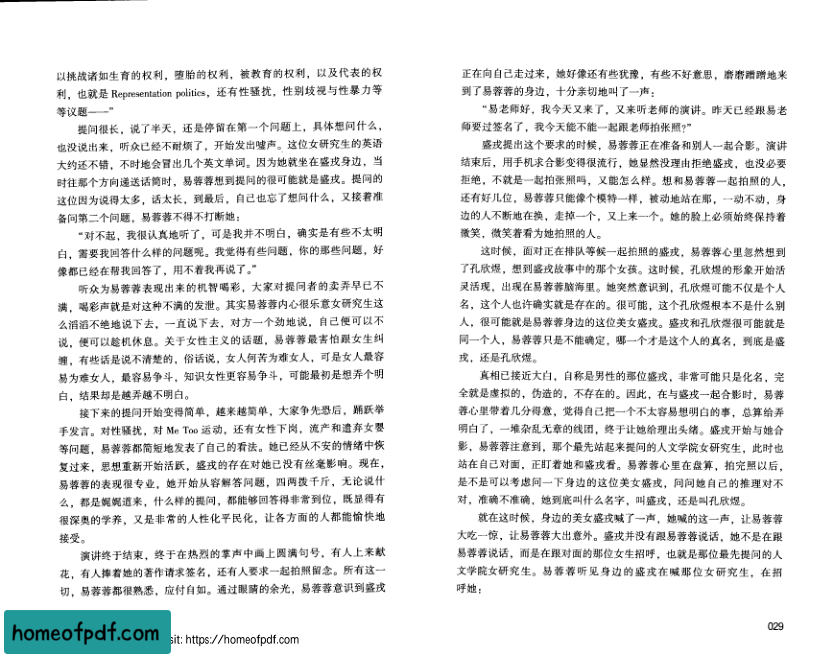 以挑战诸如生育的权利，堕胎的权利，被教育的权利，以及代表的权
利，也就是 Representation politics，还有性骚扰，性别歧视与性暴力等
等议题——”
提问很长，说了半天，还是停留在第一个问题上，具体想问什么，
也没说出来，听众已经不耐烦了，开始发出嘘声。这位女研究生的英语
大约还不错，不时地会冒出几个英文单词。因为她就坐在盛戎身边，当
时往那个方向递送话筒时，易蓉蓉想到提问的很可能就是盛戎。提问的
这位因为说得太多，话太长，到最后，自己也忘了想问什么，又接着准
备问第二个问题，易蓉蓉不得不打断她：
“对不起，我很认真地听了，可是我并不明白，确实是有些不太明
白，需要我回答什么样的问题呢。我觉得有些问题，你的那些问题，好
像都已经在帮我回答了，用不着我再说了。”
听众为易蓉蓉表现出来的机智喝彩，大家对提问者的卖弄早已不
满，喝彩声就是对这种不满的发泄。其实易蓉蓉内心很乐意女研究生这
么滔滔不绝地说下去，一直说下去，对方一个劲地说，自己便可以不
说，便可以趁机休息。关于女性主义的话题，易蓉蓉最害怕跟女生纠
缠，有些话是说不清楚的，俗话说，女人何苦为难女人，可是女人最容
易为难女人，最容易争斗，知识女性更容易争斗，可能最初是想弄个明
白，结果却是越弄越不明白。
接下来的提问开始变得简单，越来越简单，大家争先恐后，踊跃举
手发言。对性骚扰，对 Me Too 运动，还有女性下岗，流产和遗弃女婴
等问题，易蓉蓉都简短地发表了自己的看法。她已经从不安的情绪中恢
复过来，思想重新开始活跃，盛戎的存在对她已没有丝毫影响。现在，
易蓉蓉的表现很专业，她开始从容解答问题，四两拨千斤，无论说什
么，都是娓娓道来，什么样的提问，都能够回答得非常到位，既显得有
很深奥的学养，又是非常的人性化平民化，让各方面的人都能愉快地
接受。
演讲终于结束，终于在热烈的掌声中画上圆满句号，有人上来献
花，有人捧着她的著作请求签名，还有人要求一起拍照留念。所有这一
切，易蓉蓉都很熟悉，应付自如。通过眼睛的余光，易蓉蓉意识到盛戎
正在向自己走过来，她好像还有些犹豫，有些不好意思，磨磨蹭蹭地来
到了易蓉蓉的身边，十分亲切地叫了一声：
“易老师好，我今天又来了，又来听老师的演讲。昨天已经跟易老
师要过签名了，我今天能不能一起跟老师拍张照？”
盛戎提出这个要求的时候，易蓉蓉正在准备和别人一起合影。演讲
结束后，用手机求合影变得很流行，她显然没理由拒绝盛戎，也没必要
拒绝，不就是一起拍张照吗，又能怎么样。想和易蓉蓉一起拍照的人，
还有好几位，易蓉蓉只能像个模特一样，被动地站在那，一动不动，身
边的人不断地在换，走掉一个，又上来一个。她的脸上必须始终保持着
微笑，微笑着看为她拍照的人。
这时候，面对正在排队等候一起拍照的盛戎，易蓉蓉心里忽然想到
了孔欣煜，想到盛戎故事中的那个女孩。这时候，孔欣煜的形象开始活
灵活现，出现在易蓉蓉脑海里。她突然意识到，孔欣煜可能不仅是个人
名，这个人也许确实就是存在的。很可能，这个孔欣煜根本不是什么别
人，很可能就是易蓉蓉身边的这位美女盛戎。盛戎和孔欣煜很可能就是
同一个人，易蓉蓉只是不能确定，哪一个才是这个人的真名，到底是盛
戎，还是孔欣煜。
真相已接近大白，自称是男性的那位盛戎，非常可能只是化名，完
全就是虚拟的，伪造的，不存在的。因此，在与盛戎一起合影时，易蓉
蓉心里带着几分得意，觉得自己把一个不太容易想明白的事，总算给弄
明白了，一堆杂乱无章的线团，终于让她给理出头绪。盛戎开始与她合
影，易蓉蓉注意到，那个最先站起来提问的人文学院女研究生，此时也
站在自己对面，正盯着她和盛戎看。易蓉蓉心里在盘算，拍完照以后，
是不是可以考虑问一下身边的这位美女盛戎，问问她自己的推理对不
对，准确不准确，她到底叫什么名字，叫盛戎，还是叫孔欣煜。
就在这时候，身边的美女盛戎喊了一声，她喊的这一声，让易蓉蓉
大吃一惊，让易蓉蓉大出意外。盛戎并没有跟易蓉蓉说话，她不是在跟
易蓉蓉说话，而是在跟对面的那位女生招呼，也就是那位最先提问的人
文学院女研究生。易蓉蓉听见身边的盛戎在喊那位女研究生，在招
呼她：
029
homeofpdf.com
sit: https://homeofpdf.com